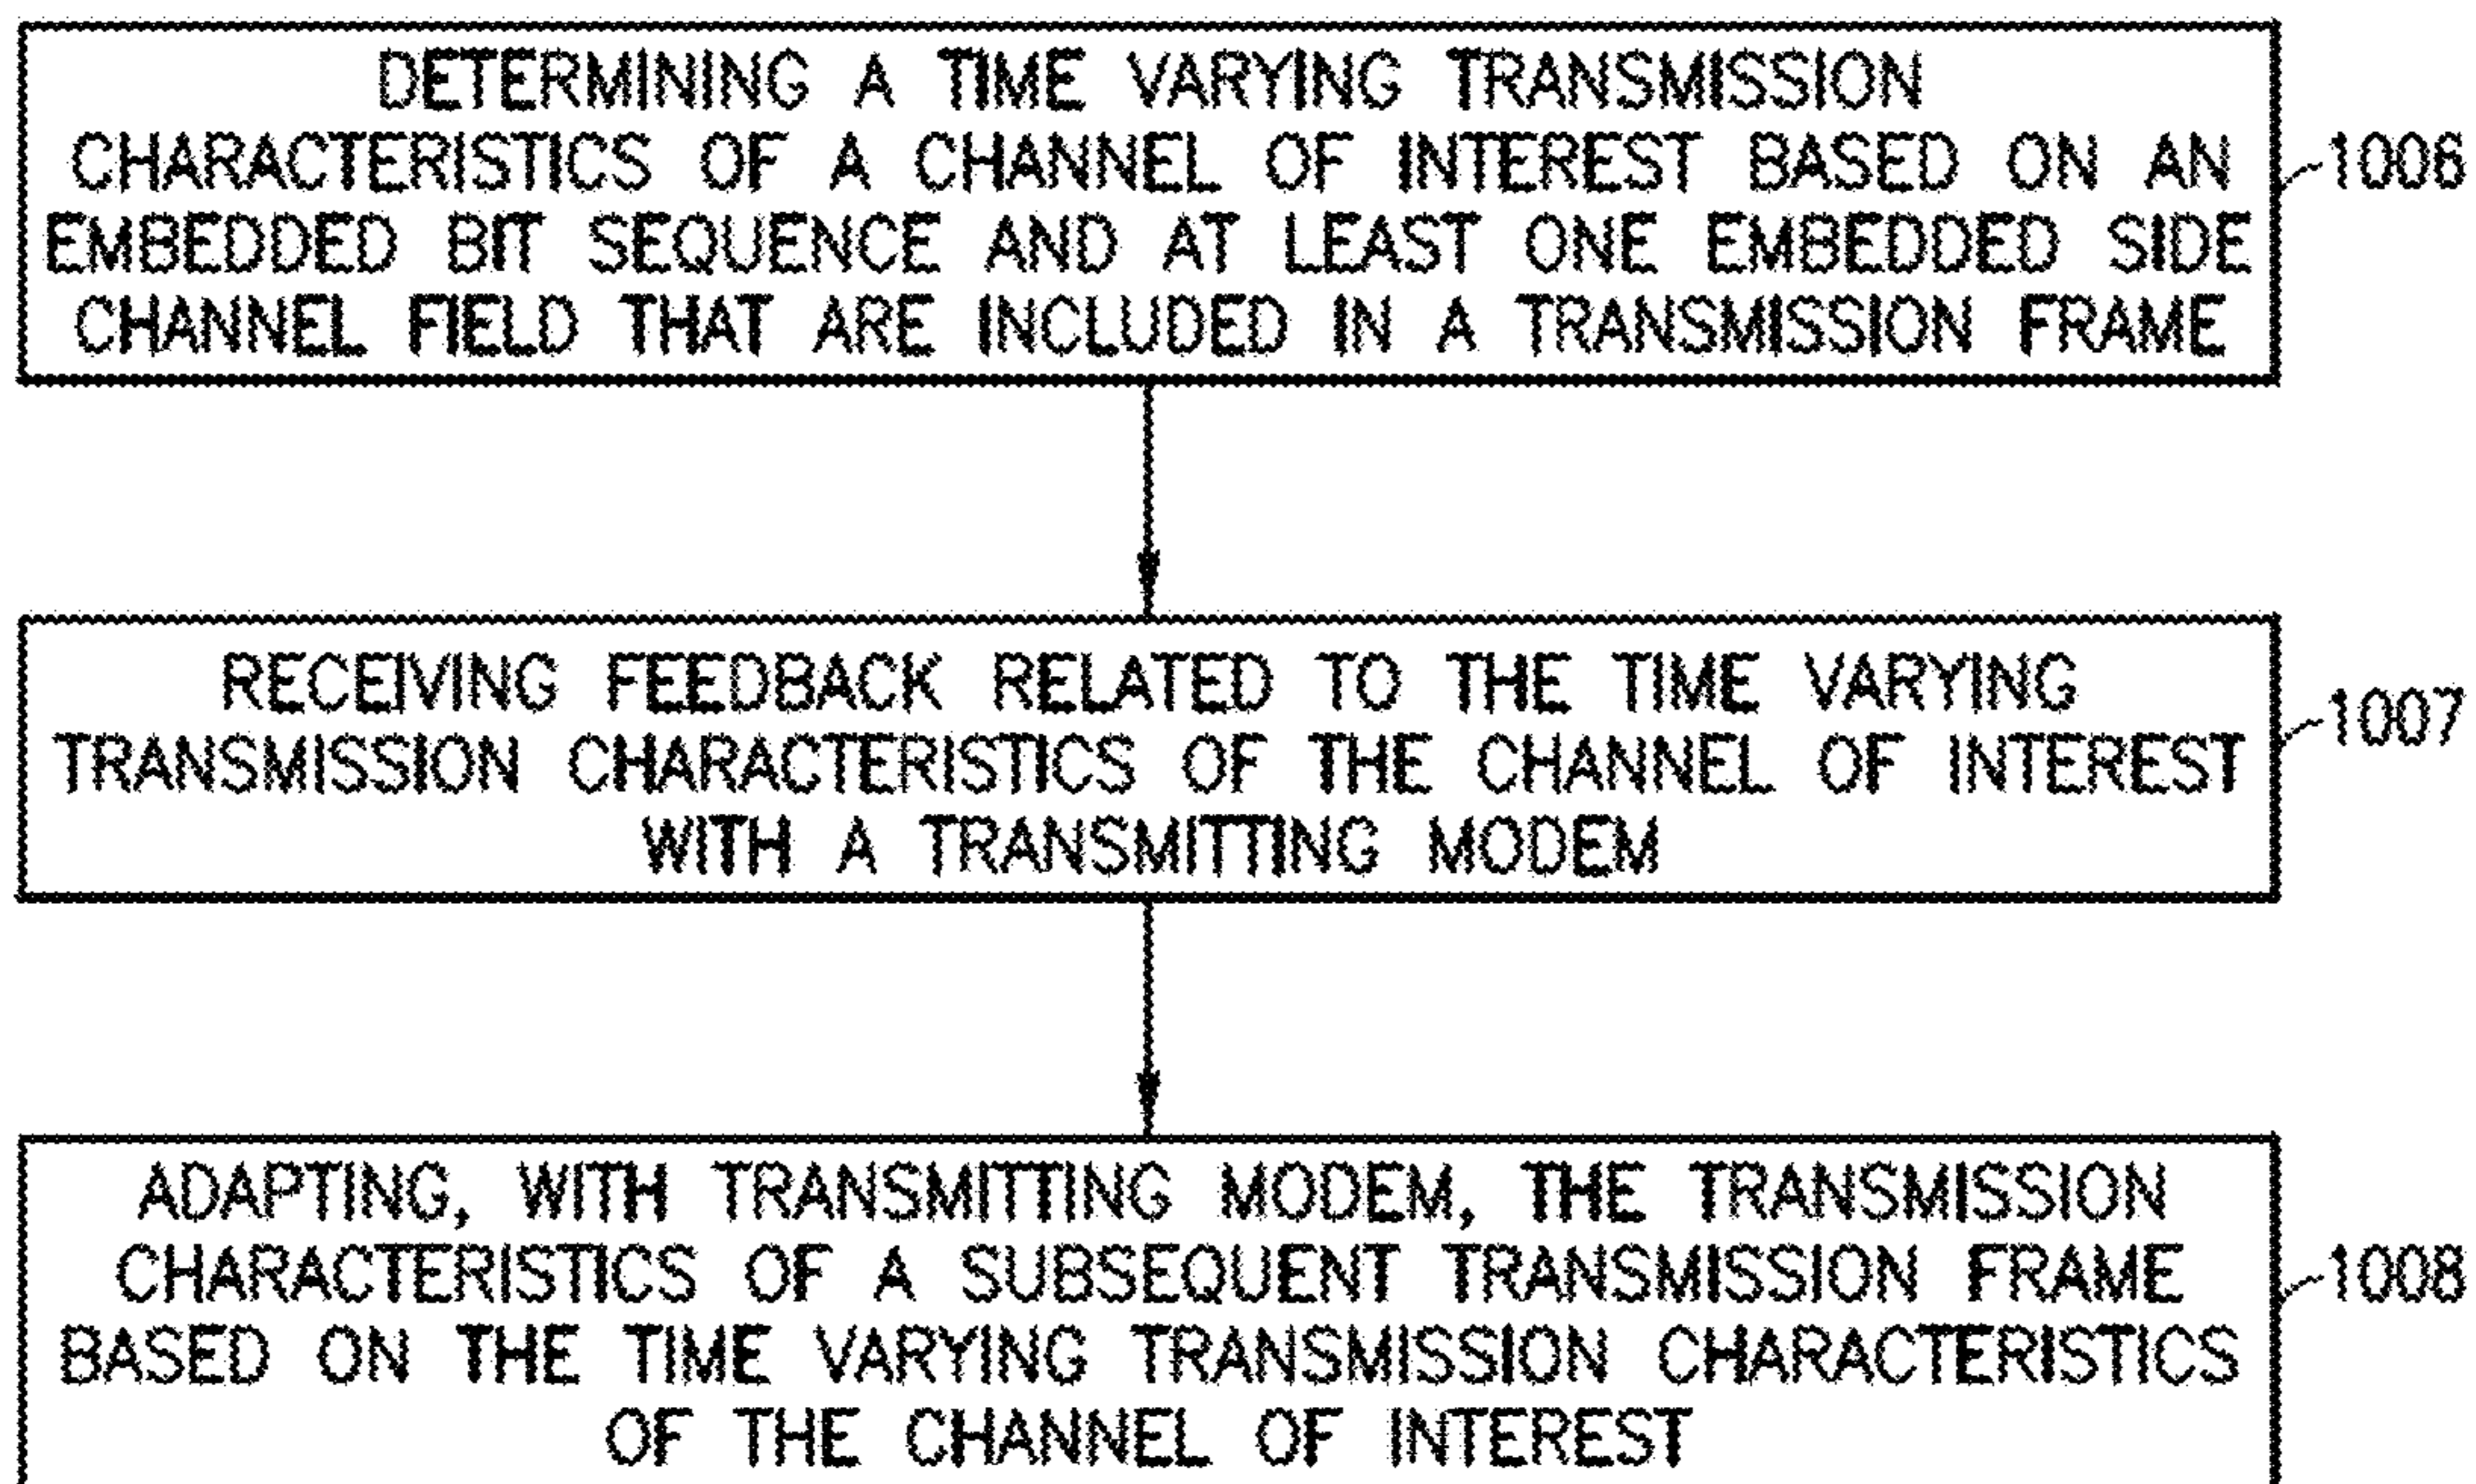 DETERMINING A TIME VARYING TRANSMISSION
CHARACTERISTICS OF A CHANNEL OF INTEREST BASED ON AN
EMBEDDED BIT SEQUENCE AND AT LEAST ONE EMBEDDED SIDE
CHANNEL FIELD THAT ARE INCLUDED IN A TRANSMISSION FRAME
1006
RECEIVING FEEDBACK RELATED TO THE TIME VARYING
TRANSMISSION CHARACTERISTICS OF THE CHANNEL OF INTEREST
WITH A TRANSMITTING MODEM
1007
ADAPTING, WITH TRANSMITTING MODEM, THE TRANSMISSION
CHARACTERISTICS OF A SUBSEQUENT TRANSMISSION FRAME
BASED ON THE TIME VARYING TRANSMISSION CHARACTERISTICS
OF THE CHANNEL OF INTEREST
1008